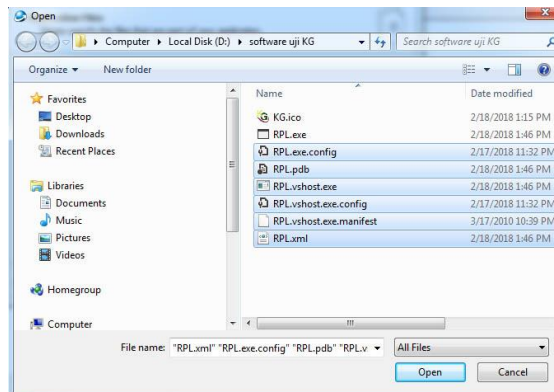 Open
Computer ▸ Local Disk (D:) ▸ software uji KG
Search software uji KG
Organize New folder
Favorites
Desktop
Downloads
Recent Places
Libraries
Documents
Music
Pictures
Videos
Homegroup
Computer
Name Date modified
KG.ico 2/18/2018 1:15 PM
RPL.exe 2/18/2018 1:46 PM
RPL.exe.config 2/17/2018 11:32 PM
RPL.pdb 2/18/2018 1:46 PM
RPL.vshost.exe 2/18/2018 1:46 PM
RPL.vshost.exe.config 2/17/2018 11:32 PM
RPL.vshost.exe.manifest 3/17/2010 10:39 PM
RPL.xml 2/18/2018 1:46 PM
File name: "RPL.xml" "RPL.exe.config" "RPL.pdb" "RPL.v All Files
Open Cancel